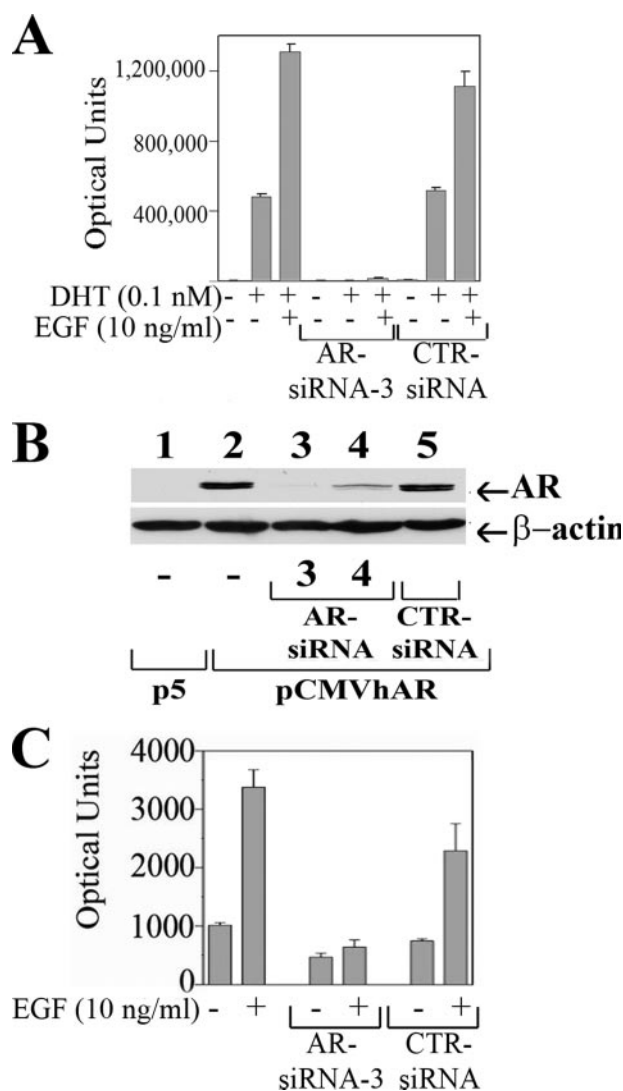 A
Optical Units
1,200,000
800,000
400,000
DHT (0.1 nM) - + + - + + - + +
EGF (10 ng/ml) - - + - - + - - +
AR-
siRNA-3
CTR-
siRNA
B
1 2 3 4 5
←AR
←β-actin
- - 3 4
AR-
siRNA
CTR-
siRNA
p5
pCMVhAR
C
Optical Units
4000
3000
2000
1000
0
EGF (10 ng/ml) - + - + - +
AR-
siRNA-3
CTR-
siRNA